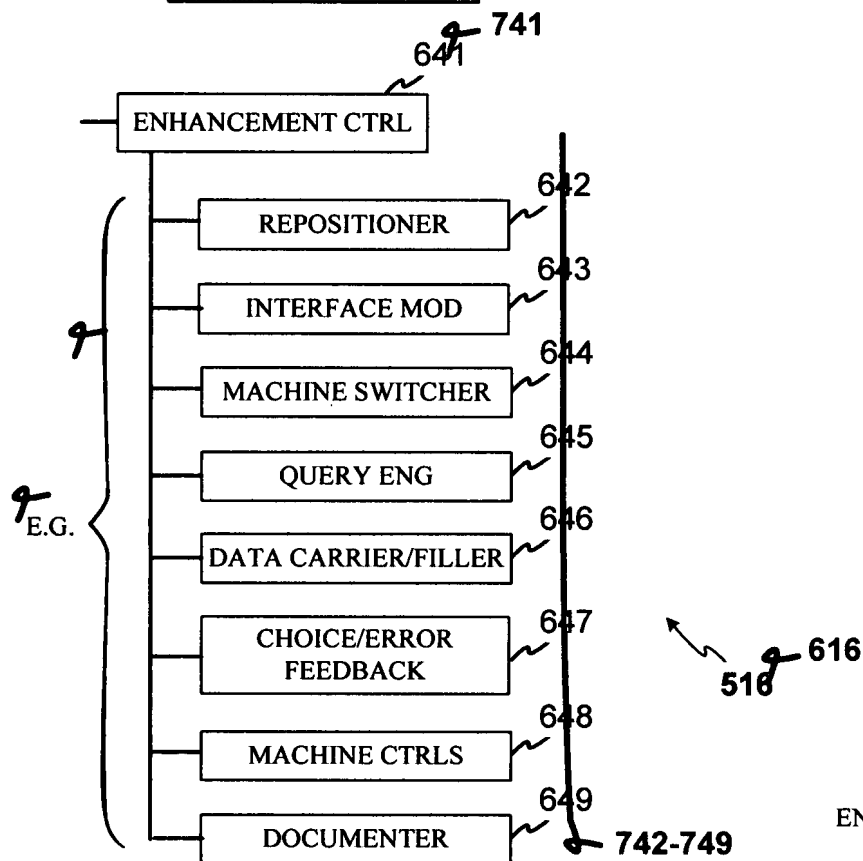 741
641
ENHANCEMENT CTRL
642
REPOSITIONER
643
INTERFACE MOD
644
MACHINE SWITCHER
645
QUERY ENG
E.G.
646
DATA CARRIER/FILLER
647
CHOICE/ERROR
FEEDBACK
616
516
648
MACHINE CTRLS
649
DOCUMENTER
742-749
EN